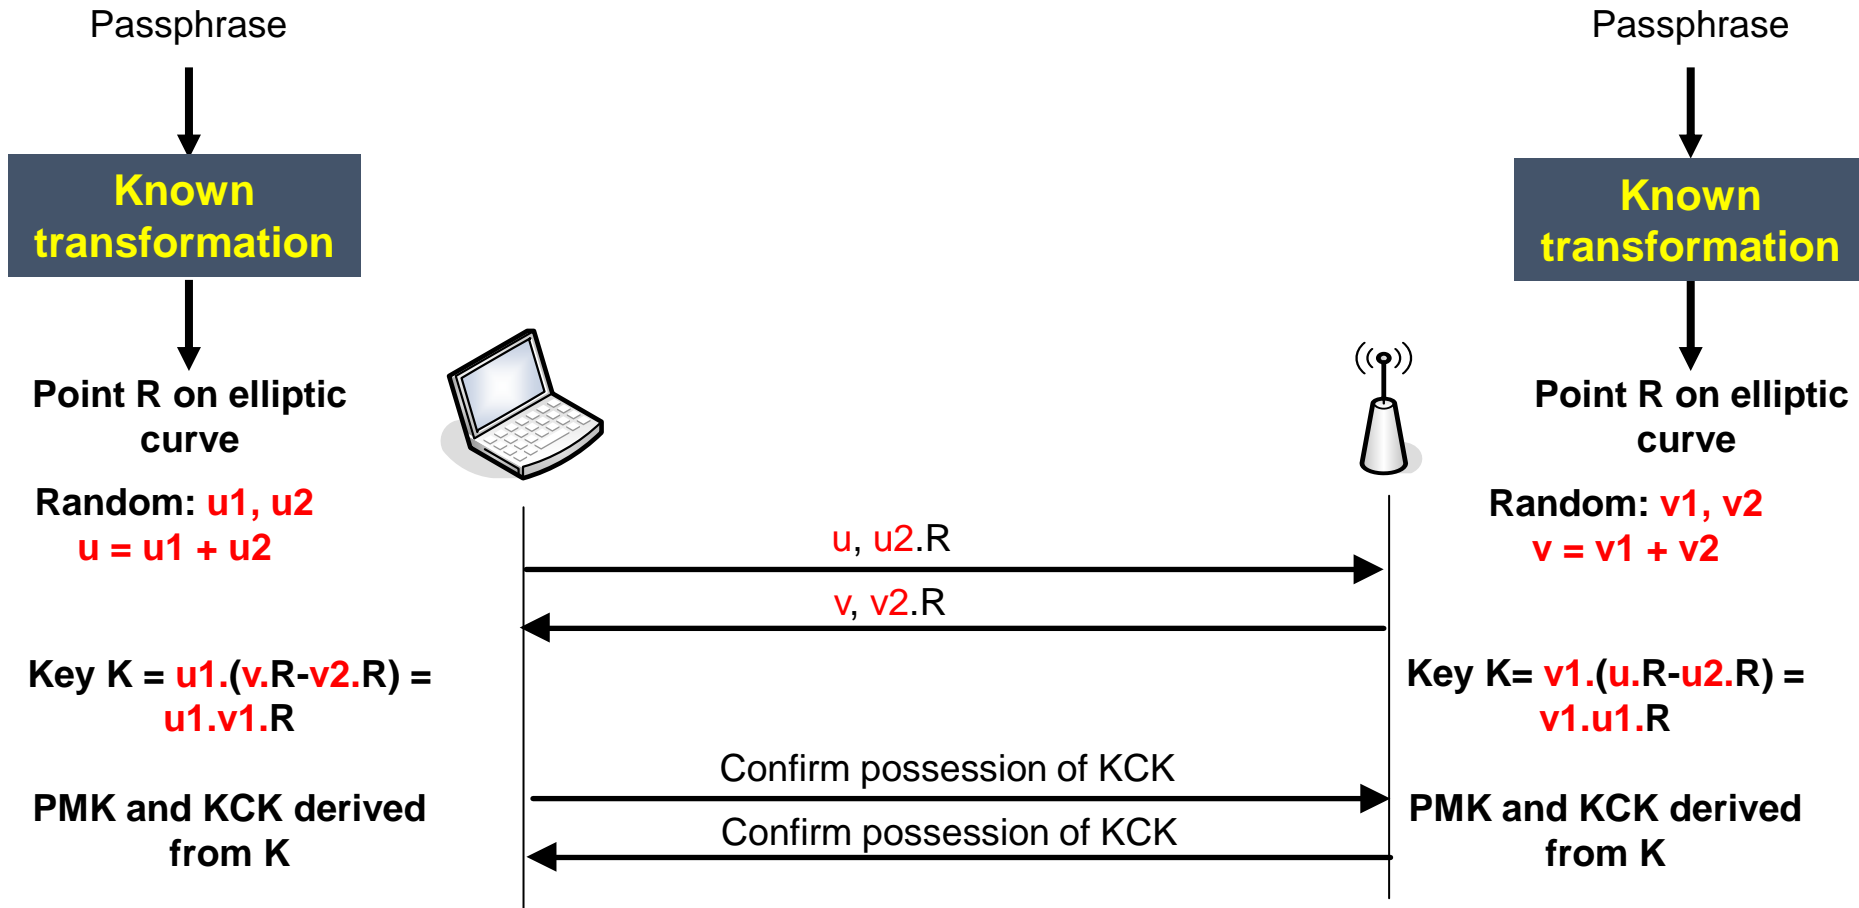 Passphrase
Known
transformation
Point R on elliptic
curve
Random: u1, u2
u = u1 + u2
Key K = u1.(v.R-v2.R) =
u1.v1.R
PMK and KCK derived
from K
u, u2.R
v, v2.R
Confirm possession of KCK
Confirm possession of KCK
Passphrase
Known
transformation
Point R on elliptic
curve
Random: v1, v2
v = v1 + v2
Key K= v1.(u.R-u2.R) =
v1.u1.R
PMK and KCK derived
from K